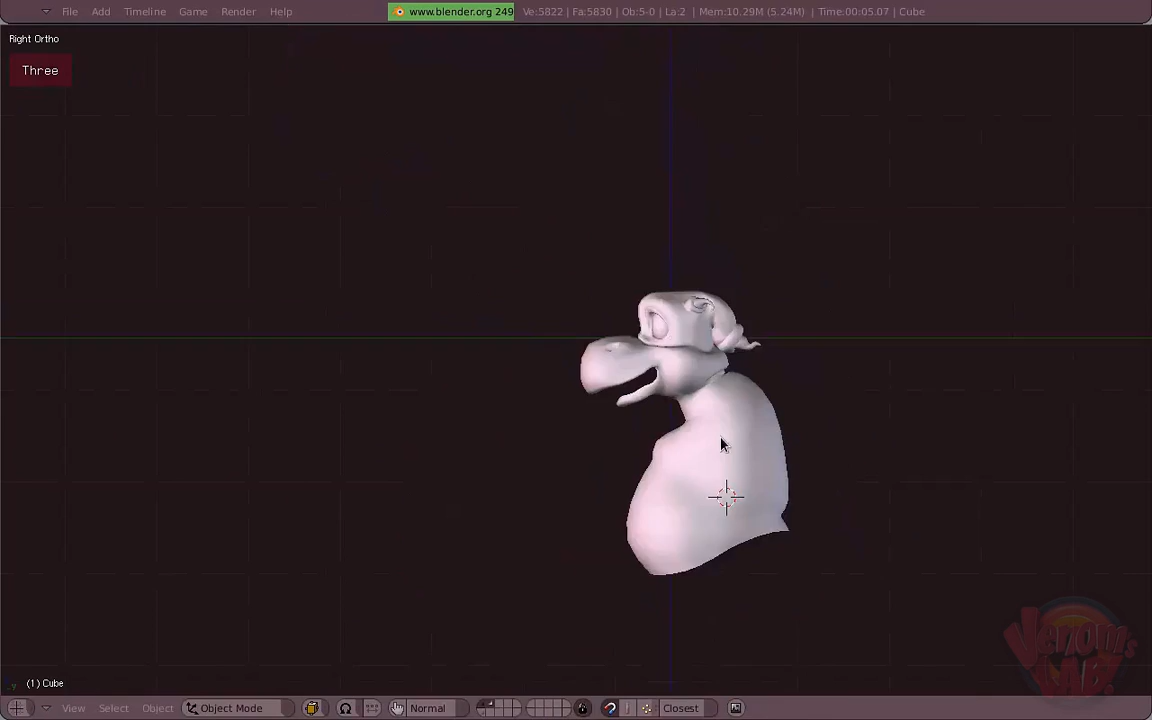 File Add Timeline Game Render Help www.blender.org 249 Ve:5822 | Fa:5830 | Ob:5-0 | La:2 | Mem:10.29M (5.24M) | Time:00:05.07 | Cube
Right Ortho
Three
Venom's
LAB.
(1) Cube
View Select Object Object Mode Normal Closest